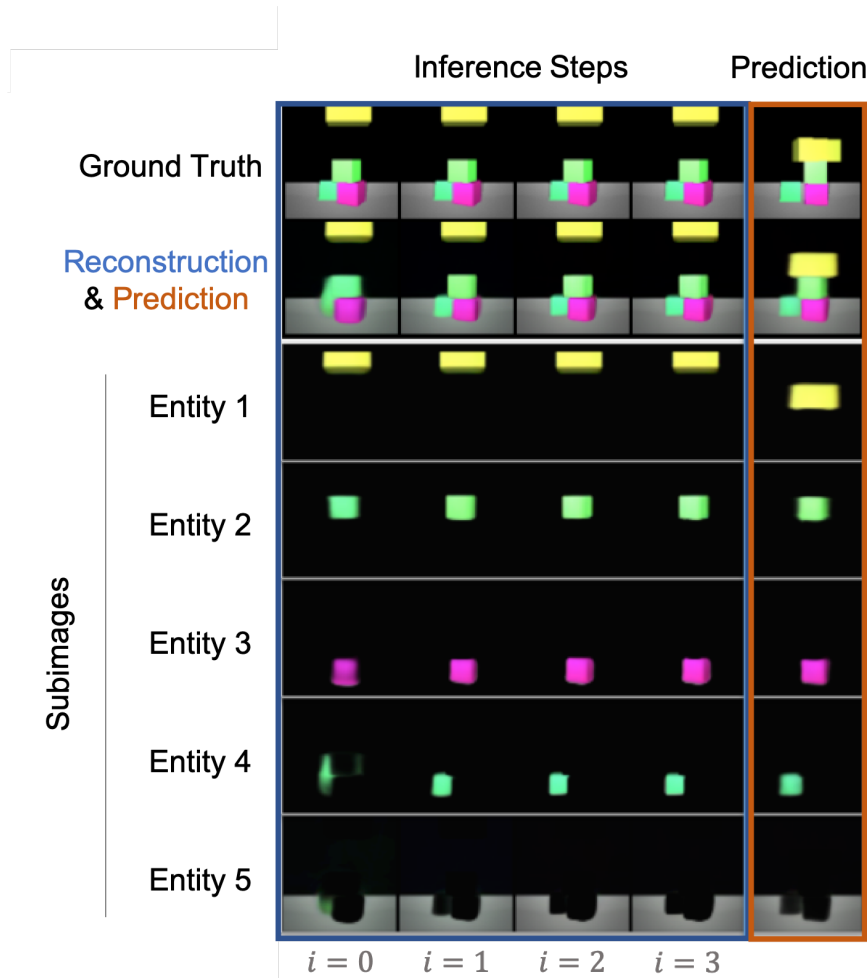 Inference Steps
Prediction
Ground Truth
Reconstruction
& Prediction
Entity 1
Entity 2
Entity 3
Entity 4
Entity 5
Subimages
i = 0
i = 1
i = 2
i = 3